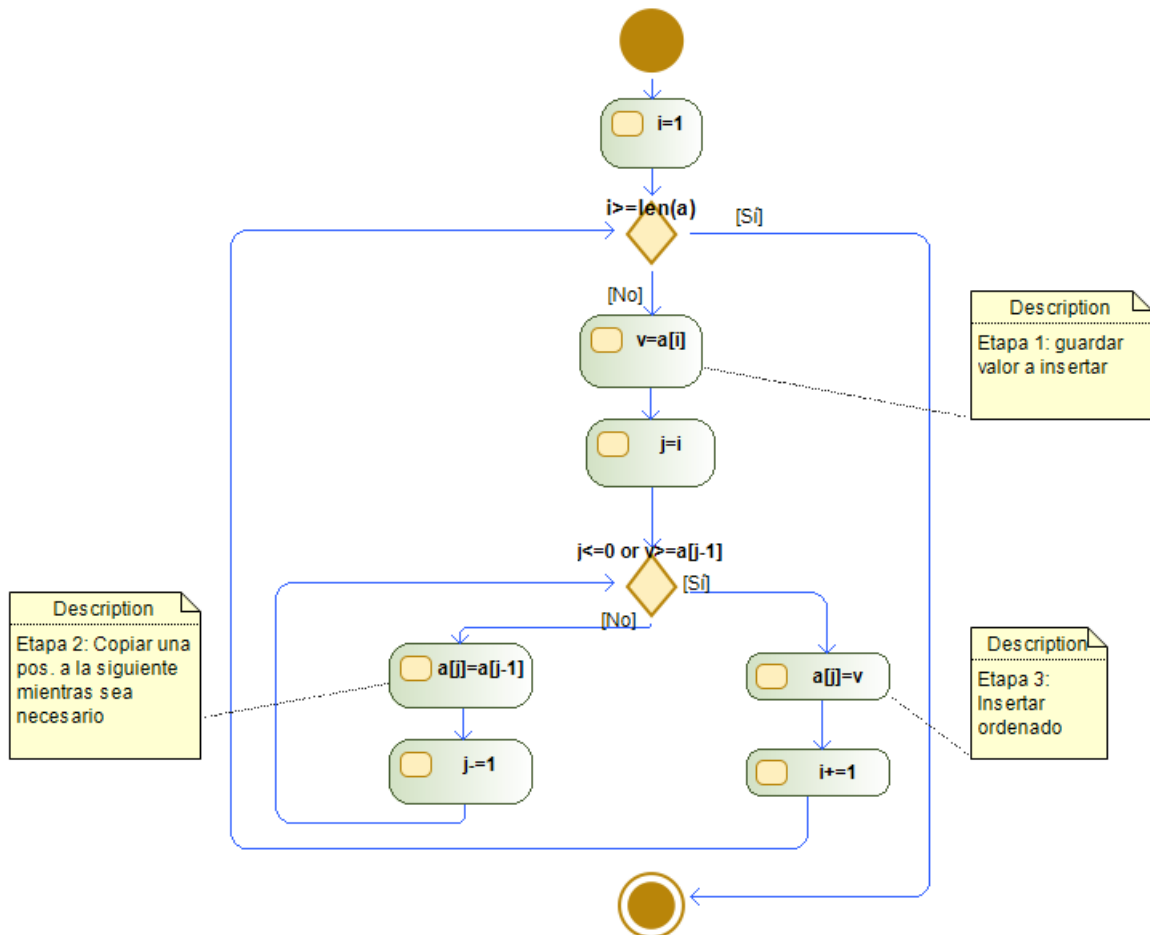 i=1
i>=len(a)
[Sí]
[No]
v=a[i]
Description
Etapa 1: guardar
valor a insertar
j=i
j<=0 or v>=a[j-1]
[Sí]
[No]
Description
Etapa 2: Copiar una
pos. a la siguiente
mientras sea
necesario
a[j]=a[j-1]
a[j]=v
Description
Etapa 3:
Insertar
ordenado
j-=1
i+=1